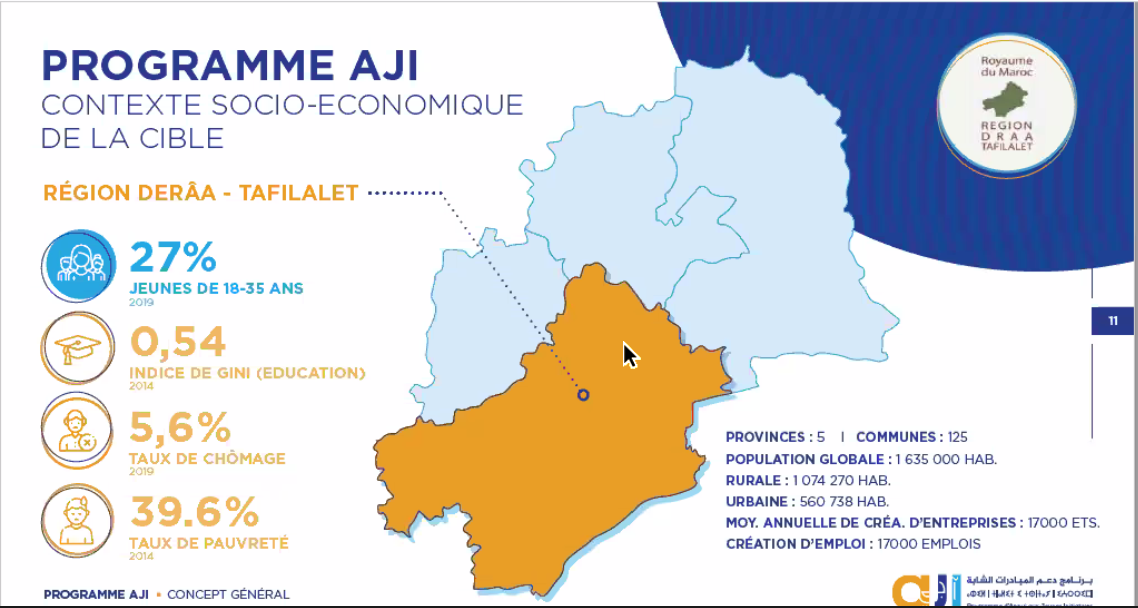 PROGRAMME AJI
CONTEXTE SOCIO-ECONOMIQUE
DE LA CIBLE
Royaume
du Maroc
REGION
DRAA
TAFILALET
RÉGION DERÂA - TAFILALET
27%
JEUNES DE 18-35 ANS
2019
0,54
INDICE DE GINI (EDUCATION)
2014
5,6%
TAUX DE CHÔMAGE
2019
39.6%
TAUX DE PAUVRETÉ
2014
11
PROVINCES : 5 I COMMUNES : 125
POPULATION GLOBALE : 1 635 000 HAB.
RURALE : 1 074 270 HAB.
URBAINE : 560 738 HAB.
MOY. ANNUELLE DE CRÉA. D'ENTREPRISES : 17000 ETS.
CRÉATION D'EMPLOI : 17000 EMPLOIS
PROGRAMME AJI • CONCEPT GÉNÉRAL
برنامج دعم المبادرات الشابة